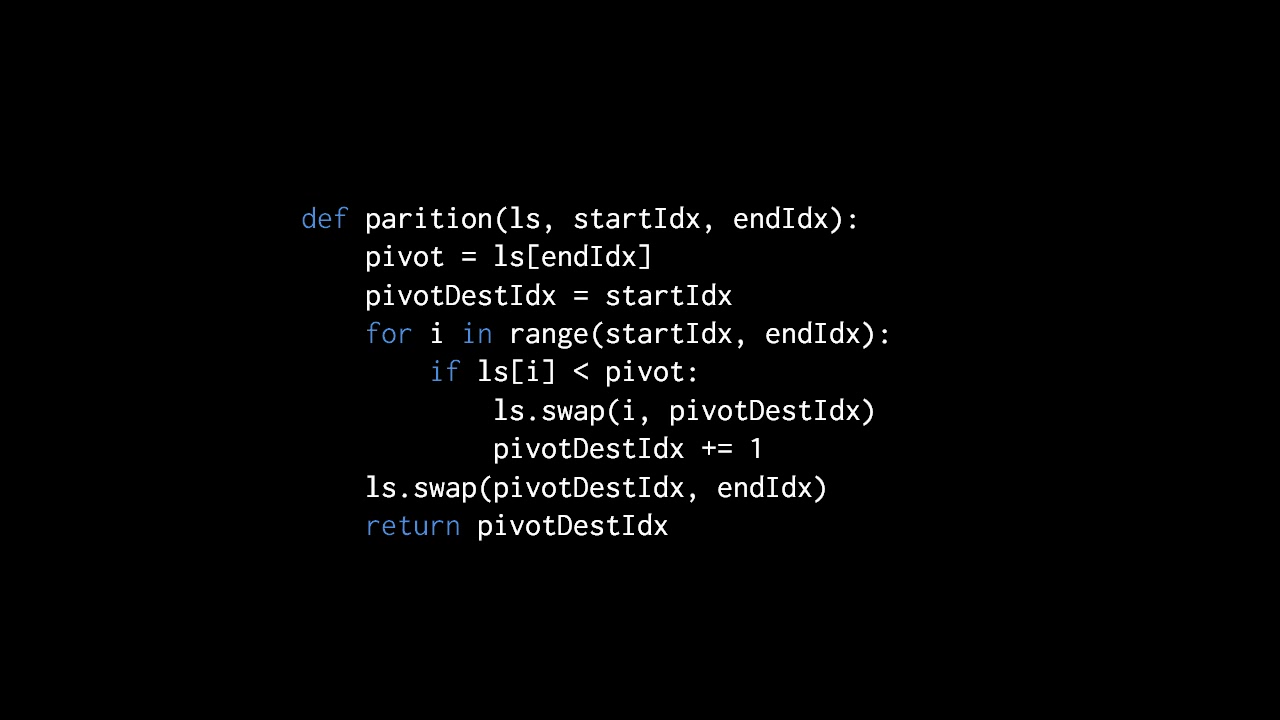 def parition(ls, startIdx, endIdx):
    pivot = ls[endIdx]
    pivotDestIdx = startIdx
    for i in range(startIdx, endIdx):
        if ls[i] < pivot:
            ls.swap(i, pivotDestIdx)
            pivotDestIdx += 1
    ls.swap(pivotDestIdx, endIdx)
    return pivotDestIdx